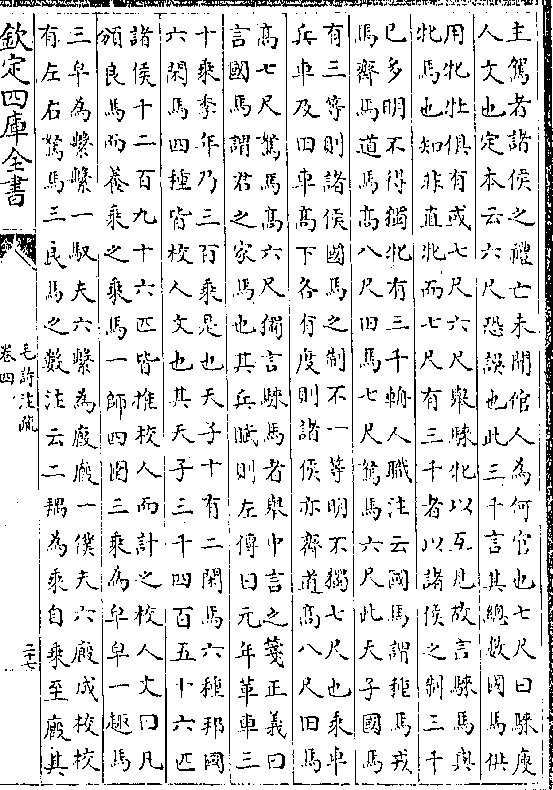 主駕者諸侯之禮亡未聞倌人為何官也七尺曰騋廋
人文也定本云六尺恐誤也此三千言其總數國馬供
用牝牡俱有或七尺六尺舉騋牝以互見故言騋馬與
牝馬也知非直牝而七尺有三千者以諸侯之制三千
已多明不得獨牝有三千輈人職注云國馬謂種馬戎
馬齊馬道馬高八尺田馬七尺駑馬六尺此天子國馬
有三等則諸侯國馬之制不一等明不獨七尺也乘車
兵車及田車高下各有度則諸侯亦齊道高八尺田馬
高七尺駑馬高六尺獨言騋馬者舉中言之箋正義曰
言國馬謂君之家馬也其兵賦則左傳曰元年革車三
十乘季年乃三百乘是也天子十有二閑馬六種邦國
六閑馬四種皆校人文也其天子三千四百五十六匹
諸侯十二百九十六匹皆推校人而計之校人文曰凡
頒良馬而養乘之乘馬一師四圉三乘為皁皁一趣馬
三皁為繫繫一馭夫六繫為廄廄一僕夫六廄成校校
有左右駑馬三良馬之數注云二耦為乘自乘至廄其
欽定四庫全書
毛詩注疏
卷四